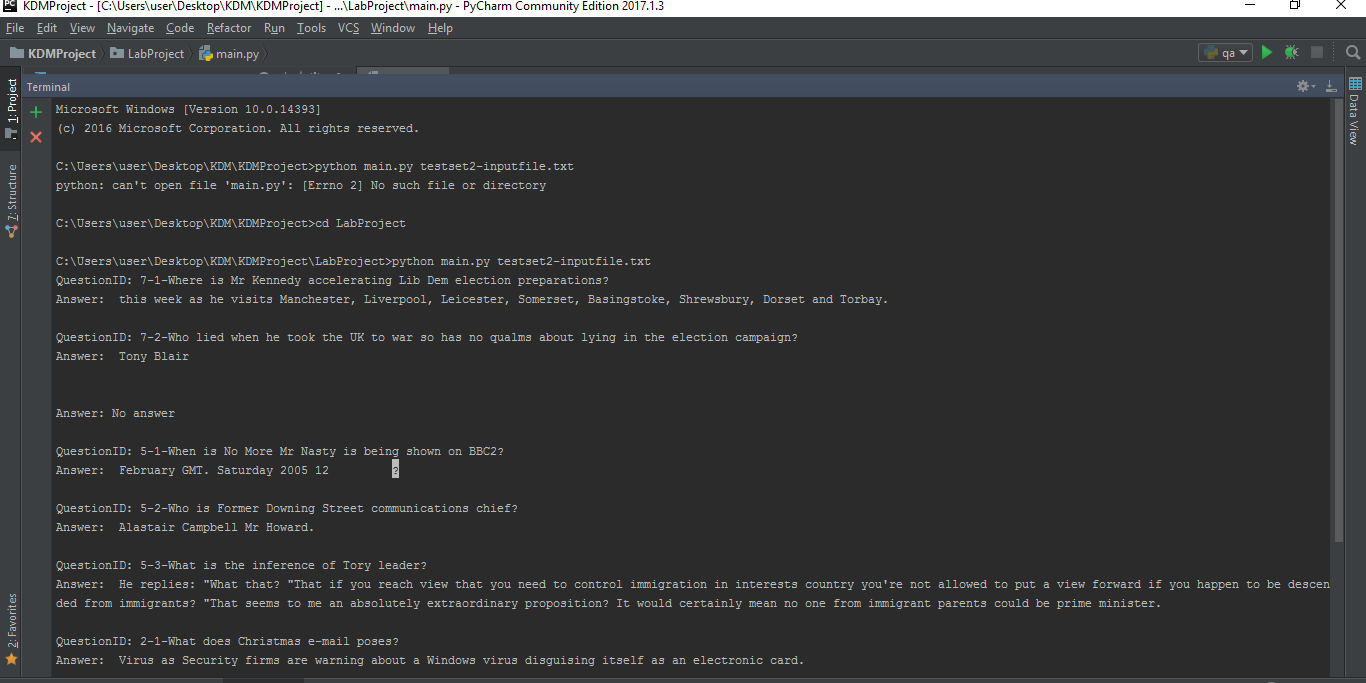 KDMProject - [C:\Users\user\Desktop\KDM\KDMProject] - ...\LabProject\main.py - PyCharm Community Edition 2017.1.3
File Edit View Navigate Code Refactor Run Tools VCS Window Help
KDMProject LabProject main.py qa
Terminal
1: Project
7: Structure
2: Favorites
Data View
Microsoft Windows [Version 10.0.14393]
(c) 2016 Microsoft Corporation. All rights reserved.
C:\Users\user\Desktop\KDM\KDMProject>python main.py testset2-inputfile.txt
python: can't open file 'main.py': [Errno 2] No such file or directory
C:\Users\user\Desktop\KDM\KDMProject>cd LabProject
C:\Users\user\Desktop\KDM\KDMProject\LabProject>python main.py testset2-inputfile.txt
QuestionID: 7-1-Where is Mr Kennedy accelerating Lib Dem election preparations?
Answer:  this week as he visits Manchester, Liverpool, Leicester, Somerset, Basingstoke, Shrewsbury, Dorset and Torbay.
QuestionID: 7-2-Who lied when he took the UK to war so has no qualms about lying in the election campaign?
Answer:  Tony Blair
Answer: No answer
QuestionID: 5-1-When is No More Mr Nasty is being shown on BBC2?
Answer:  February GMT. Saturday 2005 12 ?
QuestionID: 5-2-Who is Former Downing Street communications chief?
Answer:  Alastair Campbell Mr Howard.
QuestionID: 5-3-What is the inference of Tory leader?
Answer:  He replies: "What that? "That if you reach view that you need to control immigration in interests country you're not allowed to put a view forward if you happen to be descen
ded from immigrants? "That seems to me an absolutely extraordinary proposition? It would certainly mean no one from immigrant parents could be prime minister.
QuestionID: 2-1-What does Christmas e-mail poses?
Answer:  Virus as Security firms are warning about a Windows virus disguising itself as an electronic card.